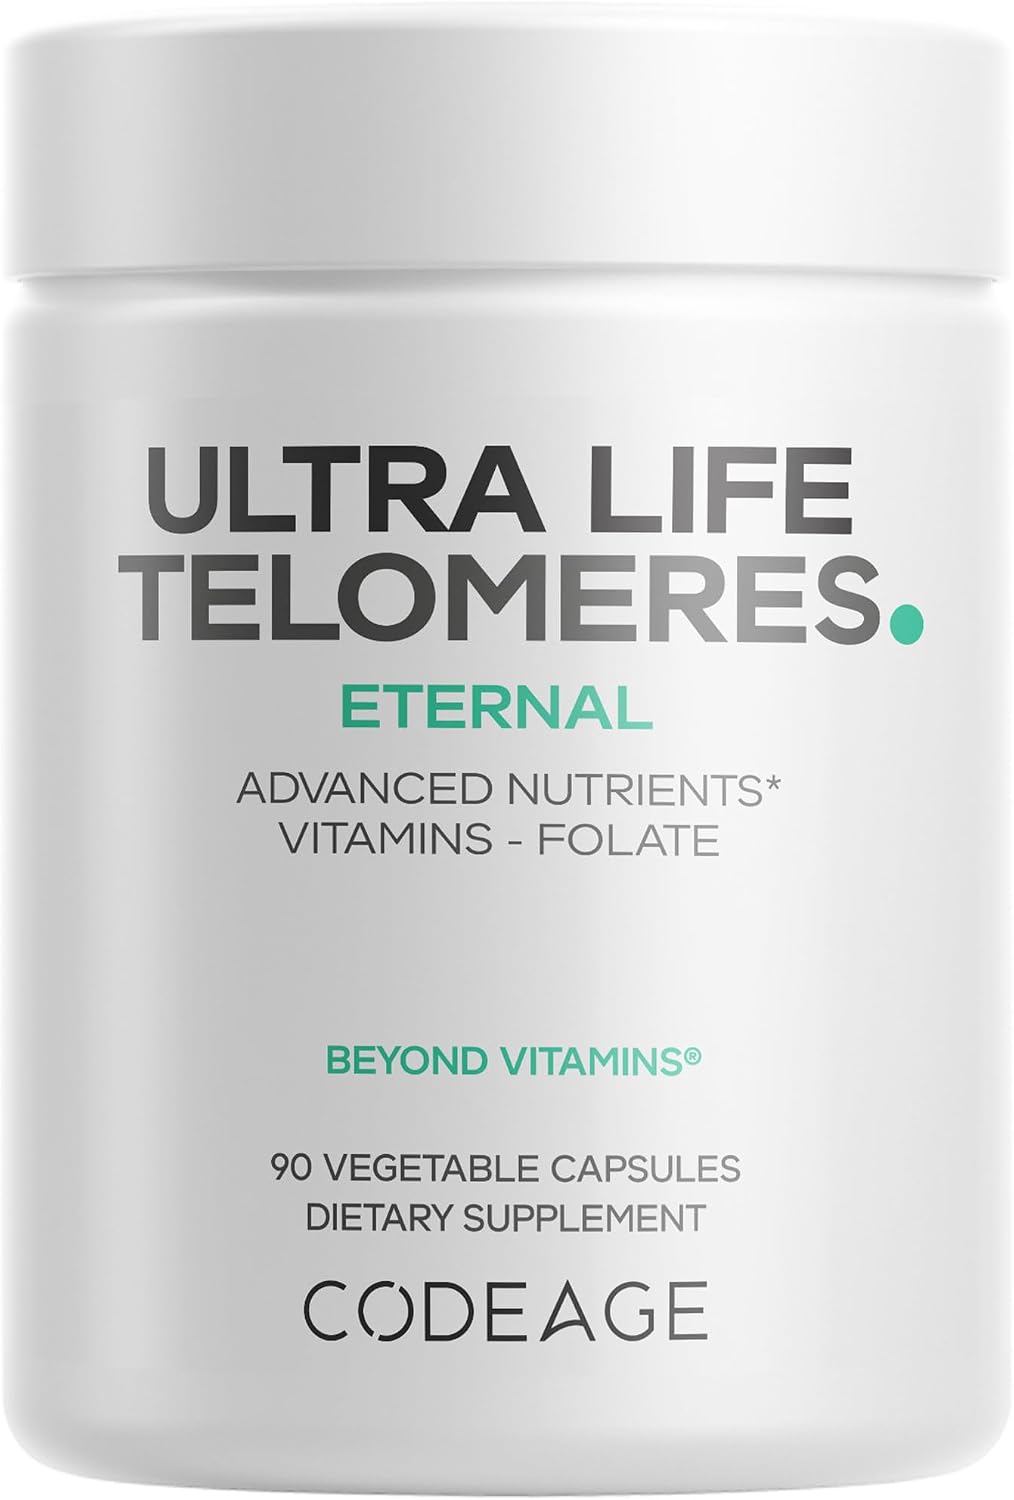 ULTRA LIFE
TELOMERES.
ETERNAL
ADVANCED NUTRIENTS*
VITAMINS - FOLATE
BEYOND VITAMINS®
90 VEGETABLE CAPSULES
DIETARY SUPPLEMENT
CODEAGE